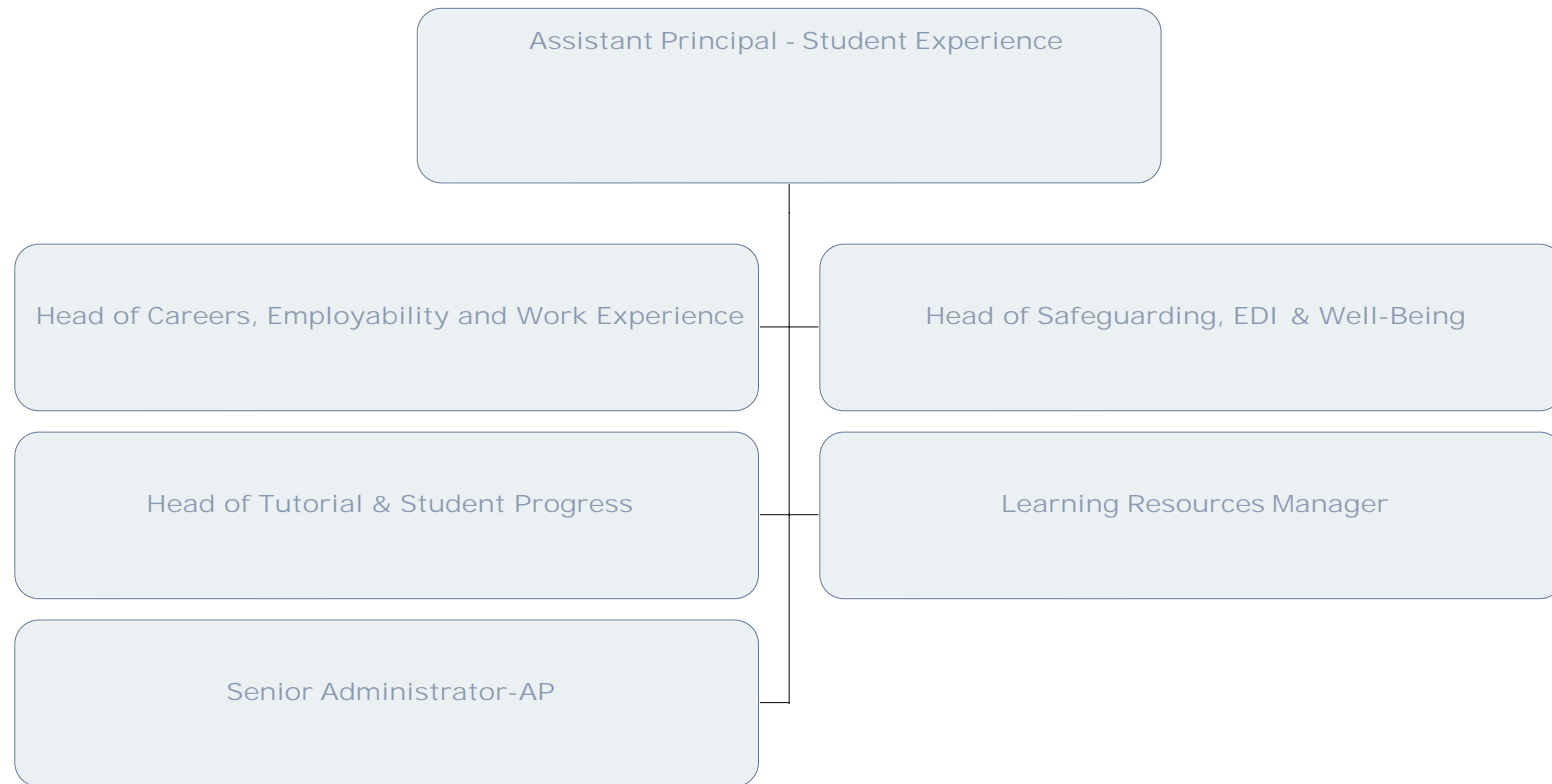 Assistant Principal - Student Experience
Head of Careers, Employability and Work Experience
Head of Safeguarding, EDI & Well-Being
Head of Tutorial & Student Progress
Learning Resources Manager
Senior Administrator-AP